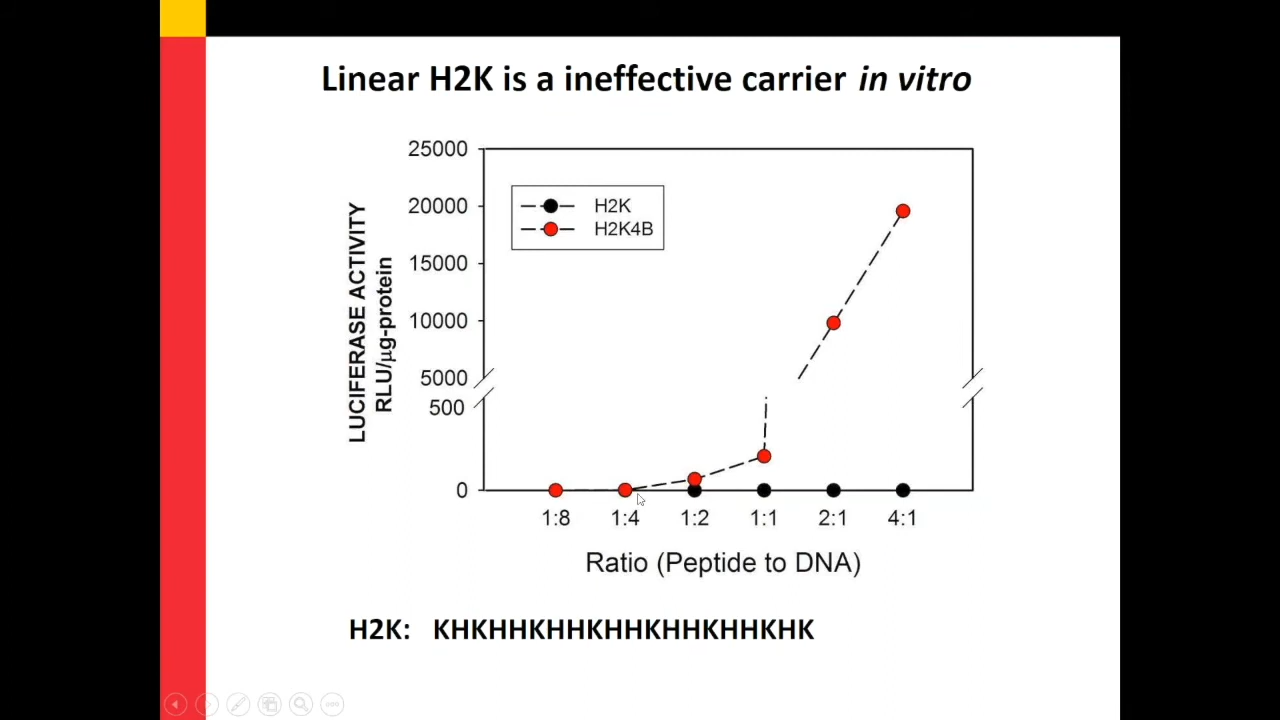 Linear H2K is a ineffective carrier in vitro
LUCIFERASE ACTIVITY
RLU/µg-protein
25000
20000
15000
10000
5000
500
0
H2K
H2K4B
1:8 1:4 1:2 1:1 2:1 4:1
Ratio (Peptide to DNA)
H2K: KHKHHKHHKHHKHHKHHKHK